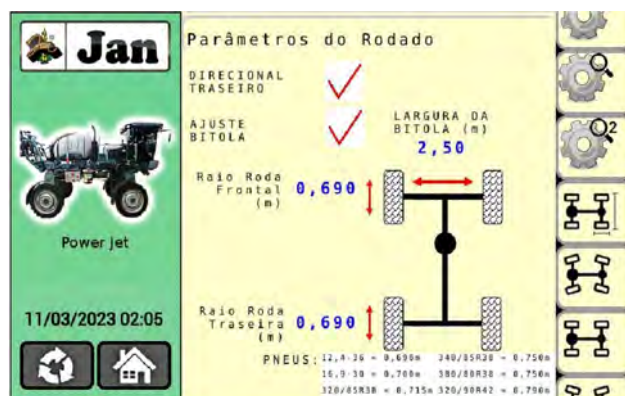 Jan
Power jet
11/03/2023 02:05
Parâmetros do Rodado
DIRECIONAL
TRASEIRO
AJUSTE
BITOLA
LARGURA DA
BITOLA (m)
2,50
Raio Roda
Frontal
(m)
0,690
Raio Roda
Traseira
(m)
0,690
PNEUS:
12,4-36 = 0,690m 340/85R38 = 0,750m
16,9-30 = 0,700m 380/80R38 = 0,750m
320/85R38 = 0,715m 320/90R42 = 0,790m
2